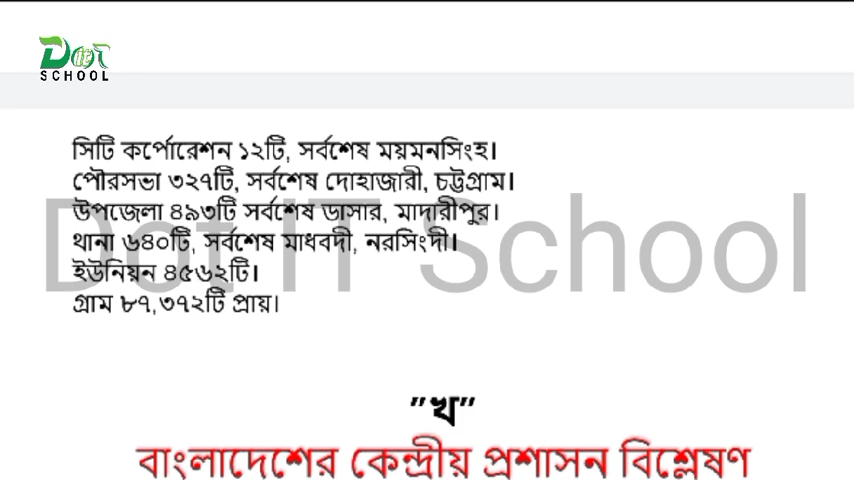 Dot
it
SCHOOL
সিটি কর্পোরেশন ১২টি, সর্বশেষ ময়মনসিংহ।
পৌরসভা ৩২৭টি, সর্বশেষ দোহাজারী, চট্টগ্রাম।
উপজেলা ৪৯৩টি সর্বশেষ ডাসার, মাদারীপুর।
থানা ৬৪০টি, সর্বশেষ মাধবদী, নরসিংদী।
Dot IT School
ইউনিয়ন ৪৫৬২টি।
গ্রাম ৮৭,৩৭২টি প্রায়।
"খ"
বাংলাদেশের কেন্দ্রীয় প্রশাসন বিশ্লেষণ